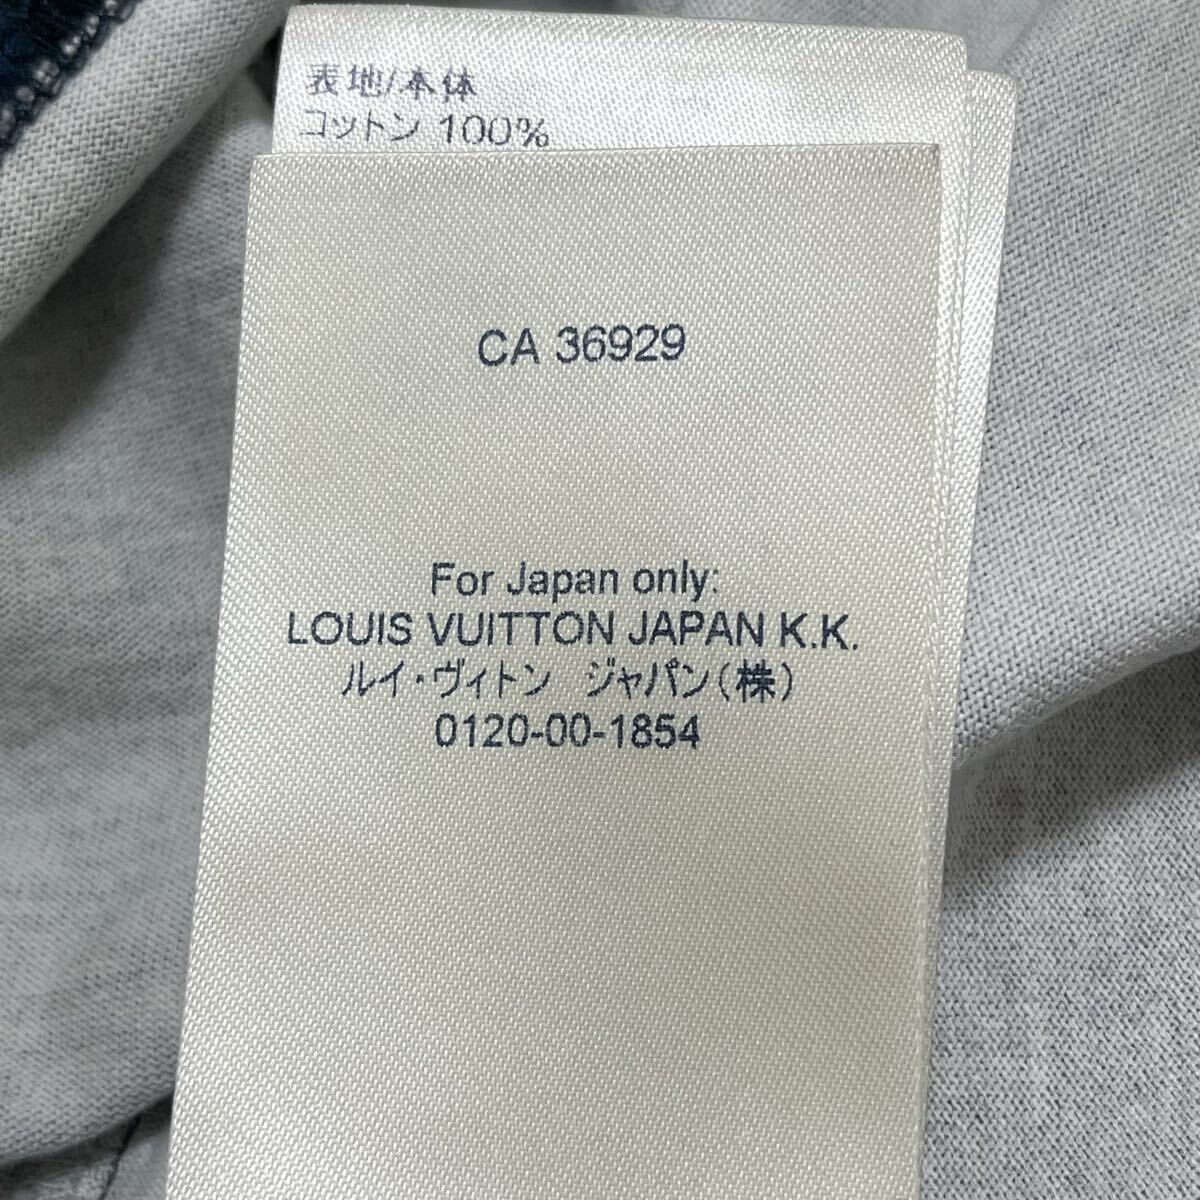 表地/本体
コットン 100%
CA 36929
For Japan only:
LOUIS VUITTON JAPAN K.K.
ルイ・ヴィトン　ジャパン(株)
0120-00-1854